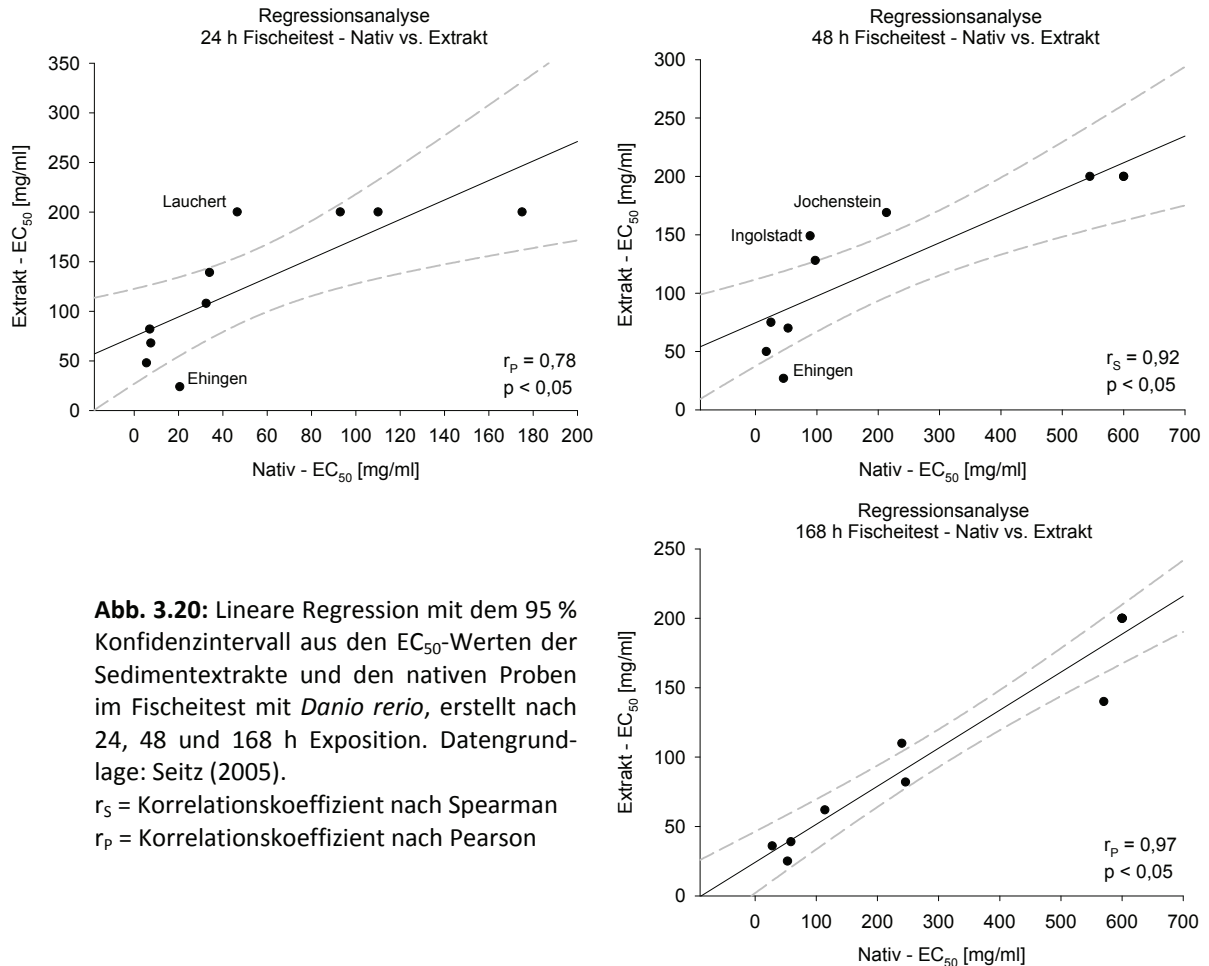 Regressionsanalyse
24 h Fischeitest - Nativ vs. Extrakt
350
300
250
200
150
100
50
0
Extrakt - EC50 [mg/ml]
Lauchert
Ehingen
rP = 0,78
p < 0,05
0 20 40 60 80 100 120 140 160 180 200
Nativ - EC50 [mg/ml]
Regressionsanalyse
48 h Fischeitest - Nativ vs. Extrakt
300
250
200
150
100
50
0
Extrakt - EC50 [mg/ml]
Jochenstein
Ingolstadt
Ehingen
rS = 0,92
p < 0,05
0 100 200 300 400 500 600 700
Nativ - EC50 [mg/ml]
Regressionsanalyse
168 h Fischeitest - Nativ vs. Extrakt
250
200
150
100
50
0
Extrakt - EC50 [mg/ml]
rP = 0,97
p < 0,05
0 100 200 300 400 500 600 700
Nativ - EC50 [mg/ml]
Abb. 3.20: Lineare Regression mit dem 95 %
Konfidenzintervall aus den EC50-Werten der
Sedimentextrakte und den nativen Proben
im Fischeitest mit Danio rerio, erstellt nach
24, 48 und 168 h Exposition. Datengrund-
lage: Seitz (2005).
rS = Korrelationskoeffizient nach Spearman
rP = Korrelationskoeffizient nach Pearson